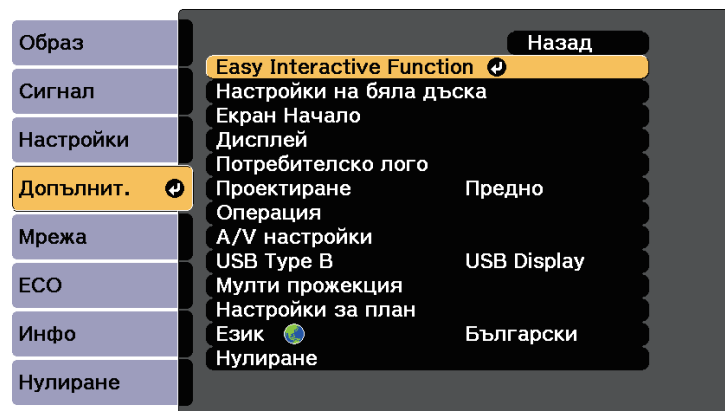 Образ
Сигнал
Настройки
Допълнит.
Мрежа
ECO
Инфо
Нулиране
Назад
Easy Interactive Function
Настройки на бяла дъска
Екран Начало
Дисплей
Потребителско лого
Проектиране Предно
Операция
A/V настройки
USB Type B USB Display
Мулти прожекция
Настройки за план
Език Български
Нулиране